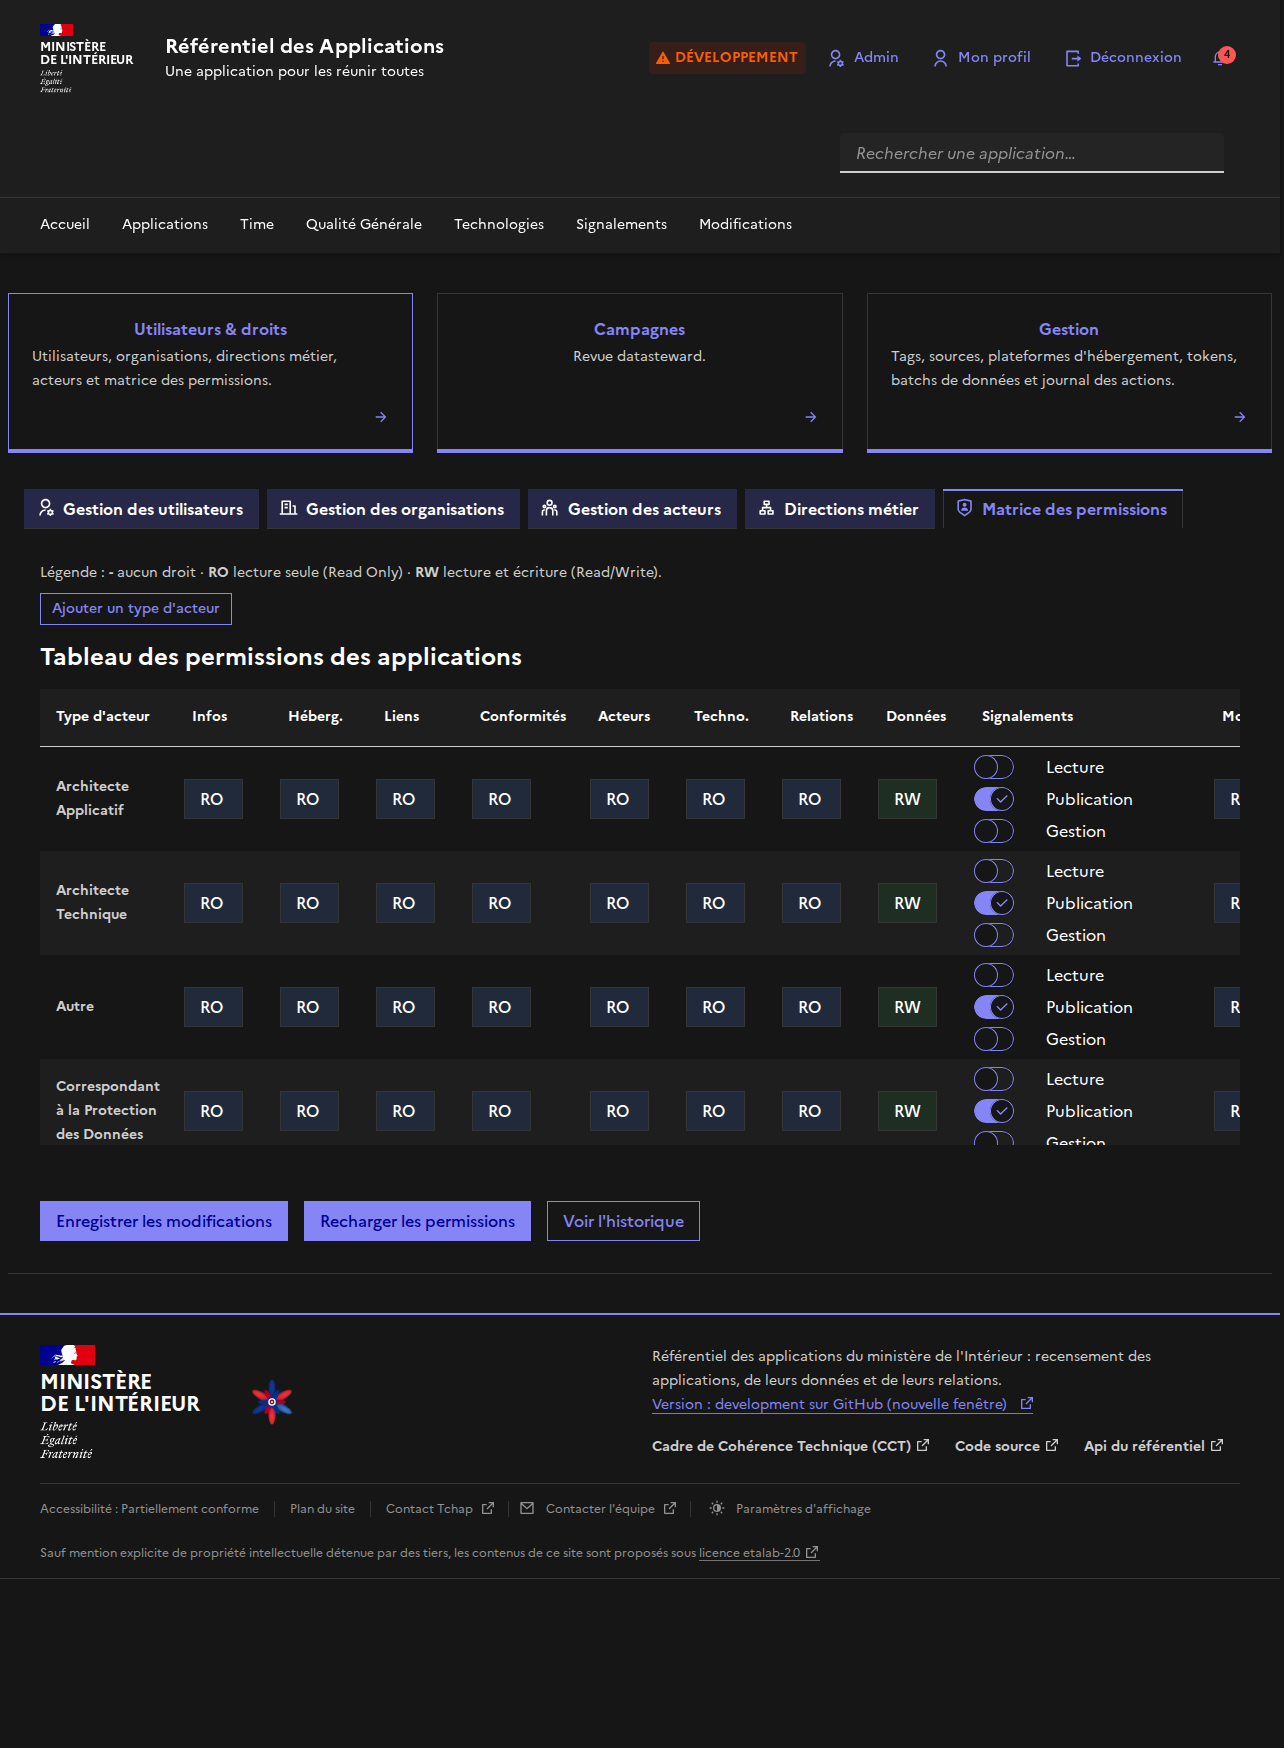 MINISTÈRE
DE L'INTÉRIEUR
Liberté
Égalité
Fraternité
Référentiel des Applications
Une application pour les réunir toutes
DÉVELOPPEMENT
Admin
Mon profil
Déconnexion
4
Rechercher une application...
Accueil
Applications
Time
Qualité Générale
Technologies
Signalements
Modifications
Utilisateurs & droits
Utilisateurs, organisations, directions métier,
acteurs et matrice des permissions.
Campagnes
Revue datasteward.
Gestion
Tags, sources, plateformes d'hébergement, tokens,
batchs de données et journal des actions.
Gestion des utilisateurs
Gestion des organisations
Gestion des acteurs
Directions métier
Matrice des permissions
Légende : - aucun droit · RO lecture seule (Read Only) · RW lecture et écriture (Read/Write).
Ajouter un type d'acteur
Tableau des permissions des applications
Type d'acteur Infos Héberg. Liens Conformités Acteurs Techno. Relations Données Signalements
Architecte
Applicatif
RO RO RO RO RO RO RO RW
Lecture
Publication
Gestion
Architecte
Technique
RO RO RO RO RO RO RO RW
Lecture
Publication
Gestion
Autre
RO RO RO RO RO RO RO RW
Lecture
Publication
Gestion
Correspondant
à la Protection
des Données
RO RO RO RO RO RO RO RW
Lecture
Publication
Gestion
Enregistrer les modifications
Recharger les permissions
Voir l'historique
MINISTÈRE
DE L'INTÉRIEUR
Liberté
Égalité
Fraternité
Référentiel des applications du ministère de l'Intérieur : recensement des
applications, de leurs données et de leurs relations.
Version : development sur GitHub (nouvelle fenêtre)
Cadre de Cohérence Technique (CCT)
Code source
Api du référentiel
Accessibilité : Partiellement conforme
Plan du site
Contact Tchap
Contacter l'équipe
Paramètres d'affichage
Sauf mention explicite de propriété intellectuelle détenue par des tiers, les contenus de ce site sont proposés sous licence etalab-2.0